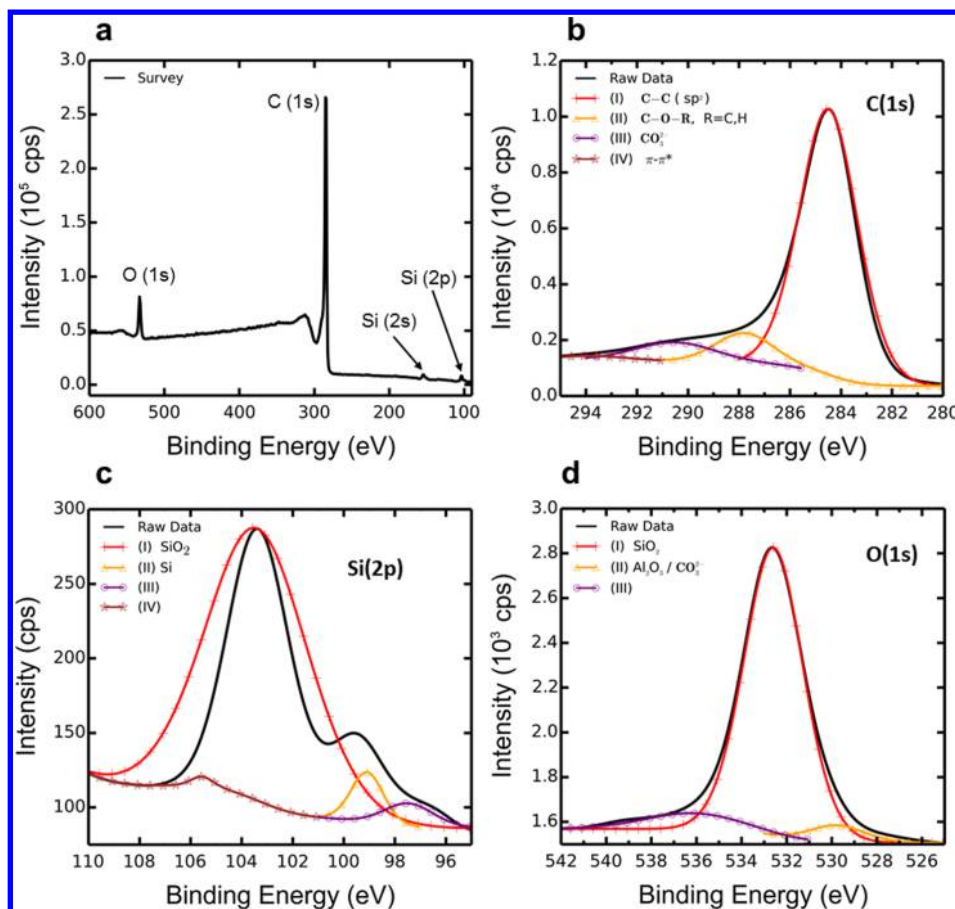 a
3.0
2.5
2.0
1.5
1.0
0.5
0.0
Intensity (10⁵ cps)
Survey
C (1s)
O (1s)
Si (2s)
Si (2p)
600 500 400 300 200 100
Binding Energy (eV)
b
1.2
1.0
0.8
0.6
0.4
0.2
0.0
Intensity (10⁴ cps)
Raw Data
(I) C−C ( sp²)
(II) C−O−R, R=C,H
(III) CO₃²⁻
(IV) π-π*
C(1s)
294 292 290 288 286 284 282 280
Binding Energy (eV)
c
300
250
200
150
100
Intensity (cps)
Raw Data
(I) SiO₂
(II) Si
(III)
(IV)
Si(2p)
110 108 106 104 102 100 98 96
Binding Energy (eV)
d
3.0
2.8
2.6
2.4
2.2
2.0
1.8
1.6
Intensity (10³ cps)
Raw Data
(I) SiO₂
(II) Al₂O₃ / CO₃²⁻
(III)
O(1s)
542 540 538 536 534 532 530 528 526
Binding Energy (eV)